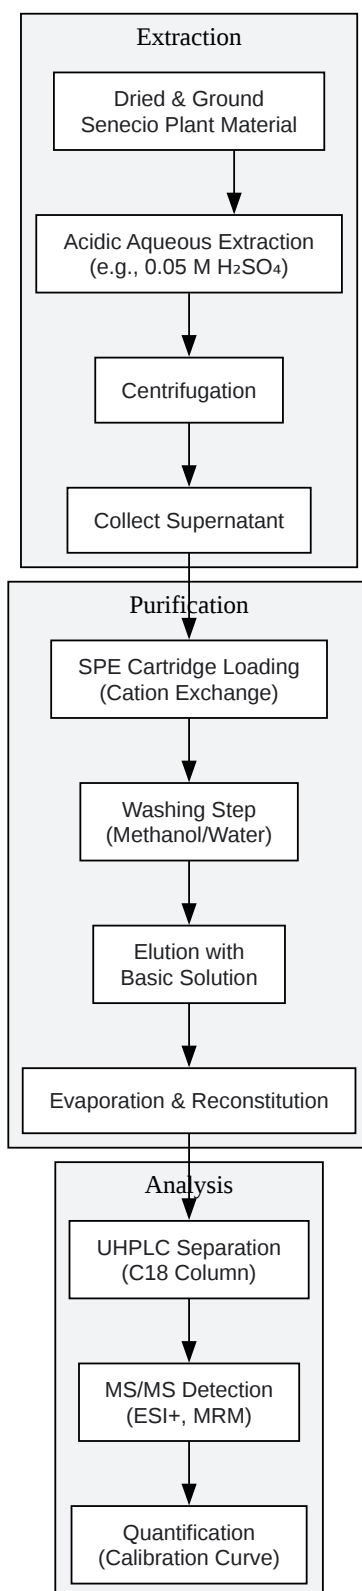 Extraction
Dried & Ground
Senecio Plant Material
Acidic Aqueous Extraction
(e.g., 0.05 M H₂SO₄)
Centrifugation
Collect Supernatant
Purification
SPE Cartridge Loading
(Cation Exchange)
Washing Step
(Methanol/Water)
Elution with
Basic Solution
Evaporation & Reconstitution
Analysis
UHPLC Separation
(C18 Column)
MS/MS Detection
(ESI+, MRM)
Quantification
(Calibration Curve)